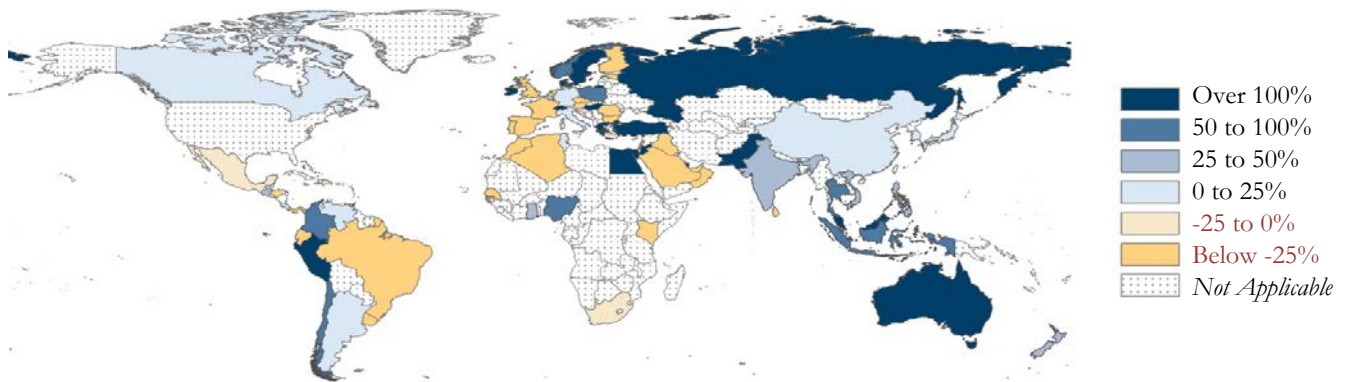 Over 100%
50 to 100%
25 to 50%
0 to 25%
-25 to 0%
Below -25%
Not Applicable